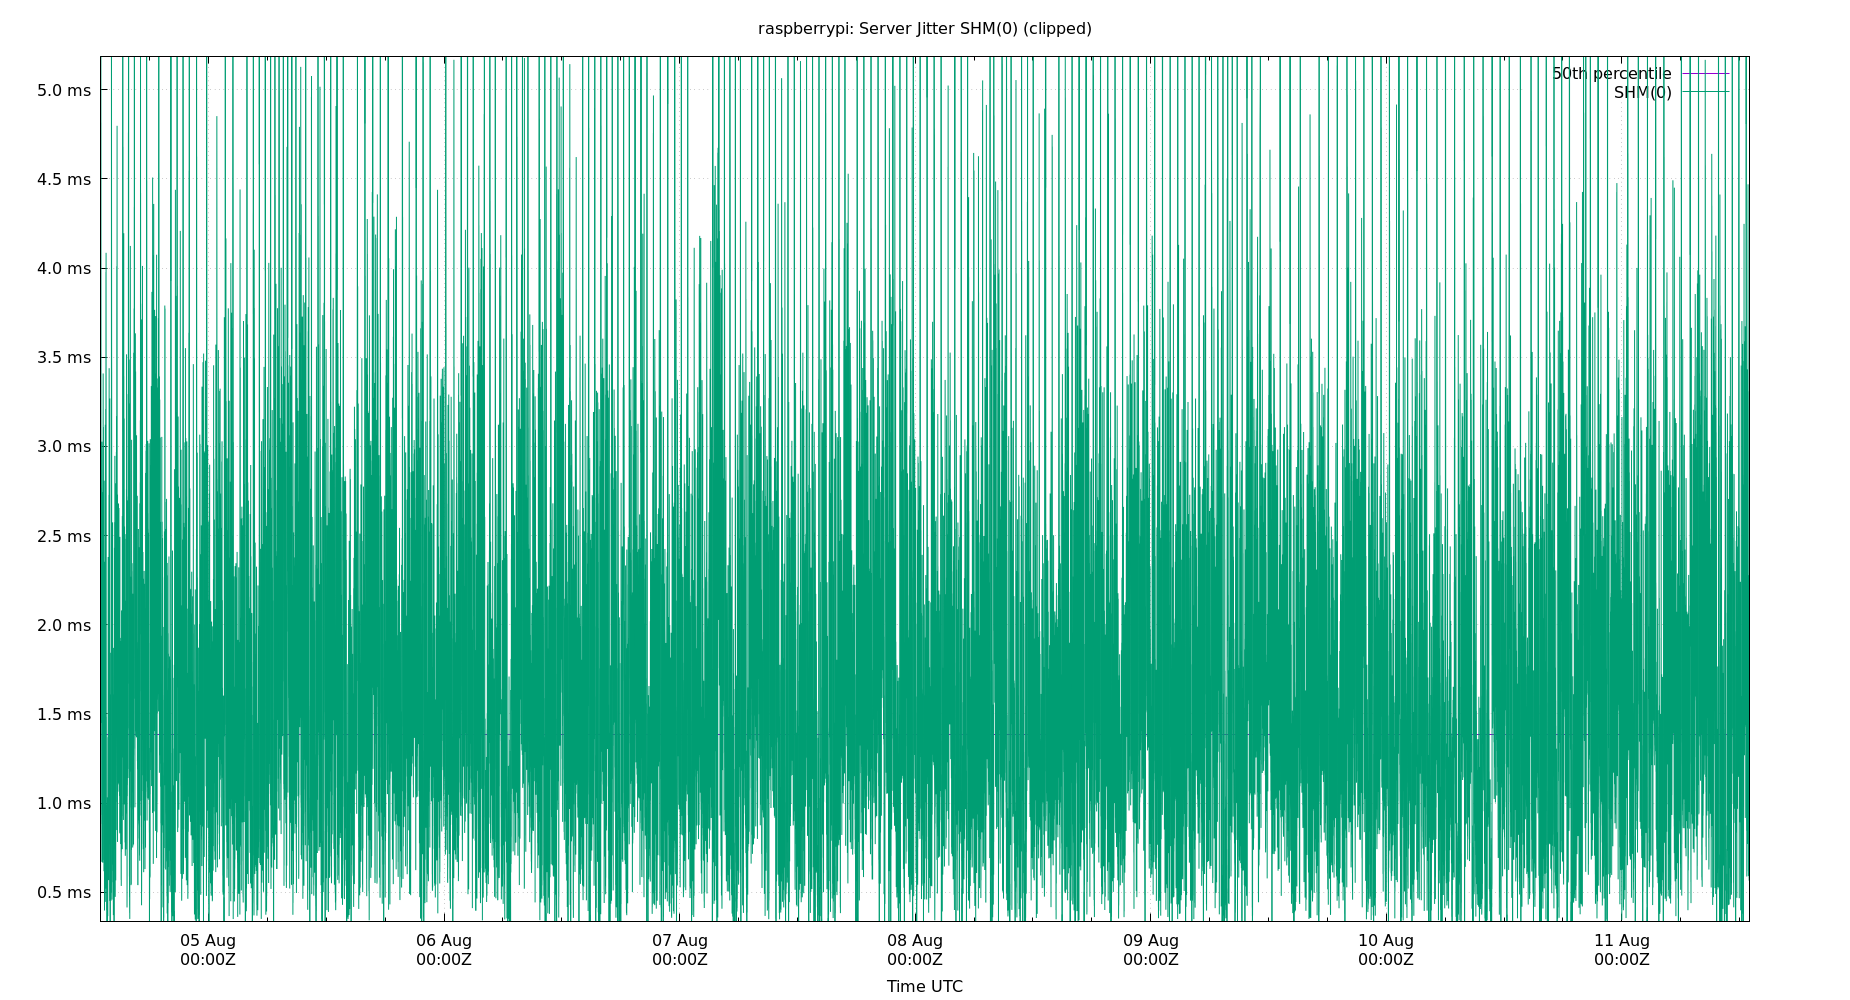 raspberrypi: Server Jitter SHM(0) (clipped)
50th percentile
SHM(0)
5.0 ms
4.5 ms
4.0 ms
3.5 ms
3.0 ms
2.5 ms
2.0 ms
1.5 ms
1.0 ms
0.5 ms
05 Aug 06 Aug 07 Aug 08 Aug 09 Aug 10 Aug 11 Aug
00:00Z 00:00Z 00:00Z 00:00Z 00:00Z 00:00Z 00:00Z
Time UTC